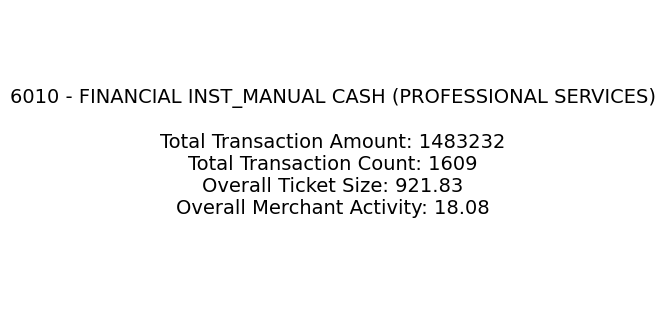 6010 - FINANCIAL INST_MANUAL CASH (PROFESSIONAL SERVICES)
Total Transaction Amount: 1483232
Total Transaction Count: 1609
Overall Ticket Size: 921.83
Overall Merchant Activity: 18.08